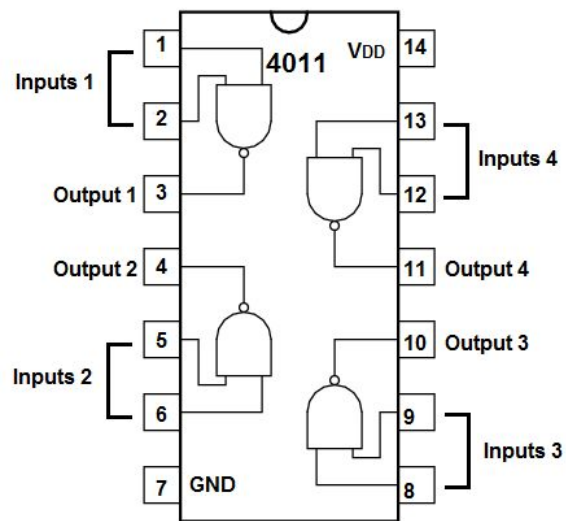 1
4011
VDD
14
Inputs 1
2
13
Inputs 4
12
Output 1
3
Output 2
4
11
Output 4
5
10
Output 3
Inputs 2
6
9
Inputs 3
7
GND
8